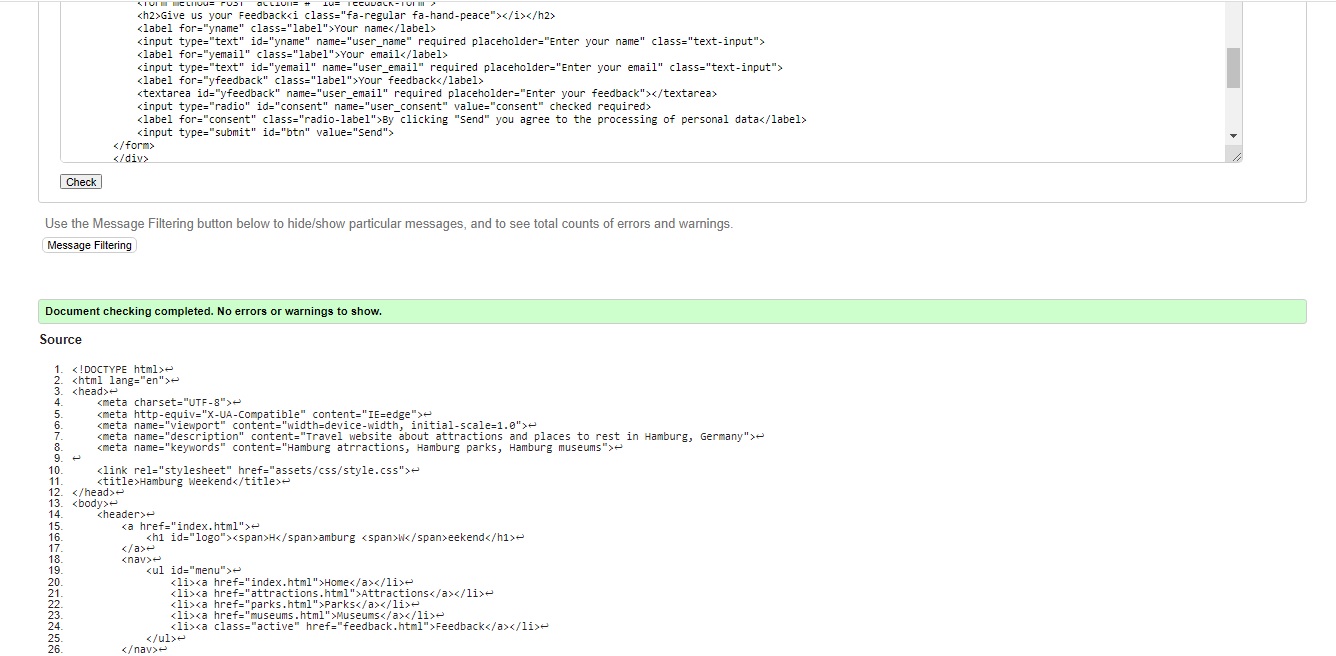 <form method="POST" action="#" id="feedback-form">
<h2>Give us your Feedback<i class="fa-regular fa-hand-peace"></i></h2>
<label for="yname" class="label">Your name</label>
<input type="text" id="yname" name="user_name" required placeholder="Enter your name" class="text-input">
<label for="yemail" class="label">Your email</label>
<input type="text" id="yemail" name="user_email" required placeholder="Enter your email" class="text-input">
<label for="yfeedback" class="label">Your feedback</label>
<textarea id="yfeedback" name="user_email" required placeholder="Enter your feedback"></textarea>
<input type="radio" id="consent" name="user_consent" value="consent" checked required>
<label for="consent" class="radio-label">By clicking "Send" you agree to the processing of personal data</label>
<input type="submit" id="btn" value="Send">
</form>
</div>
Check
Use the Message Filtering button below to hide/show particular messages, and to see total counts of errors and warnings.
Message Filtering
Document checking completed. No errors or warnings to show.
Source
1. <!DOCTYPE html>↩
2. <html lang="en">↩
3. <head>↩
4. <meta charset="UTF-8">↩
5. <meta http-equiv="X-UA-Compatible" content="IE=edge">↩
6. <meta name="viewport" content="width=device-width, initial-scale=1.0">↩
7. <meta name="description" content="Travel website about attractions and places to rest in Hamburg, Germany">↩
8. <meta name="keywords" content="Hamburg atrractions, Hamburg parks, Hamburg museums">↩
9. ↩
10. <link rel="stylesheet" href="assets/css/style.css">↩
11. <title>Hamburg Weekend</title>↩
12. </head>↩
13. <body>↩
14. <header>↩
15. <a href="index.html">↩
16. <h1 id="logo"><span>H</span>amburg <span>W</span>eekend</h1>↩
17. </a>↩
18. <nav>↩
19. <ul id="menu">↩
20. <li><a href="index.html">Home</a></li>↩
21. <li><a href="attractions.html">Attractions</a></li>↩
22. <li><a href="parks.html">Parks</a></li>↩
23. <li><a href="museums.html">Museums</a></li>↩
24. <li><a class="active" href="feedback.html">Feedback</a></li>↩
25. </ul>↩
26. </nav>↩